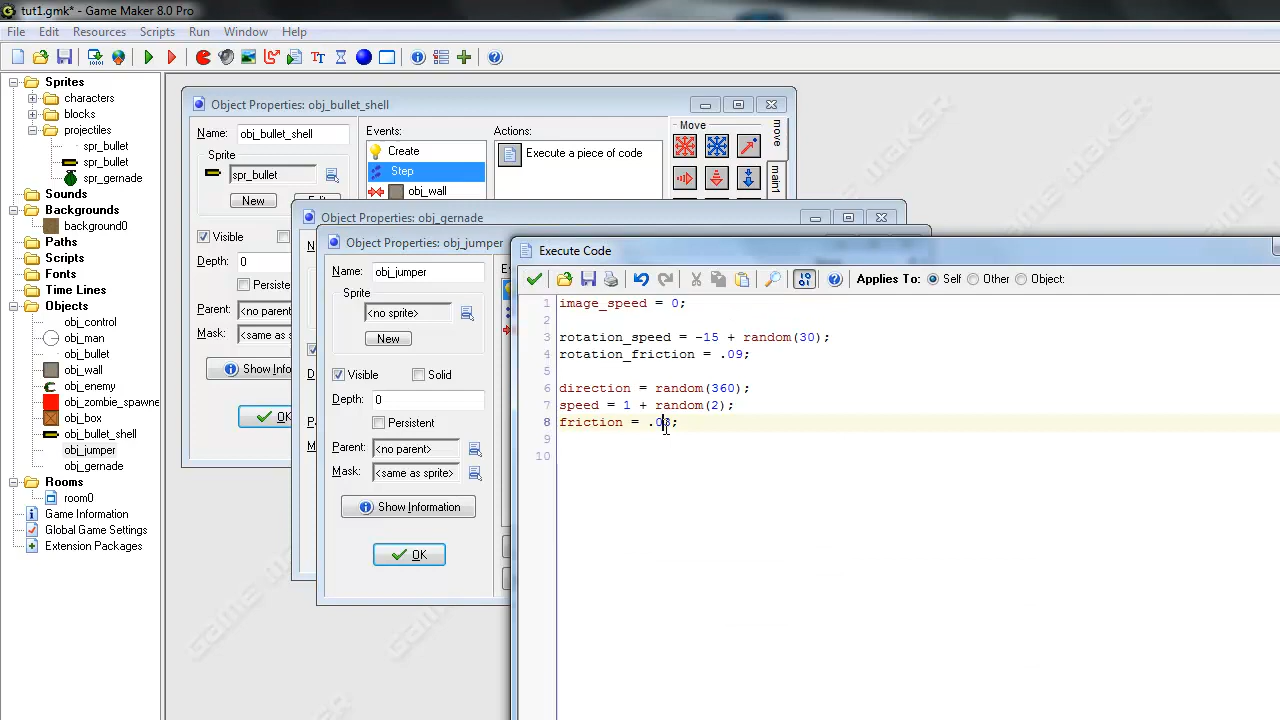 tut1.gmk* - Game Maker 8.0 Pro
File Edit Resources Scripts Run Window Help
Sprites
characters
blocks
projectiles
spr_bullet
spr_bullet
spr_gernade
Sounds
Backgrounds
background0
Paths
Scripts
Fonts
Time Lines
Objects
obj_control
obj_man
obj_bullet
obj_wall
obj_enemy
obj_zombie_spawne
obj_box
obj_bullet_shell
obj_jumper
obj_gernade
Rooms
room0
Game Information
Global Game Settings
Extension Packages
Object Properties: obj_bullet_shell
Name: obj_bullet_shell
Sprite
spr_bullet
New
Visible
Depth: 0
Persiste
Parent: <no parent
Mask: <same as
Show Info
OK
Events:
Create
Step
obj_wall
Actions:
Execute a piece of code
Move
move
main1
Object Properties: obj_gernade
Object Properties: obj_jumper
Name: obj_jumper
Sprite
<no sprite>
New
Visible Solid
Depth: 0
Persistent
Parent: <no parent>
Mask: <same as sprite>
Show Information
OK
Execute Code
Applies To: Self Other Object:
1 image_speed = 0;
2
3 rotation_speed = -15 + random(30);
4 rotation_friction = .09;
5
6 direction = random(360);
7 speed = 1 + random(2);
8 friction = .03;
9
10
GAME MAKER
GAME MAKER
GAME MAKER